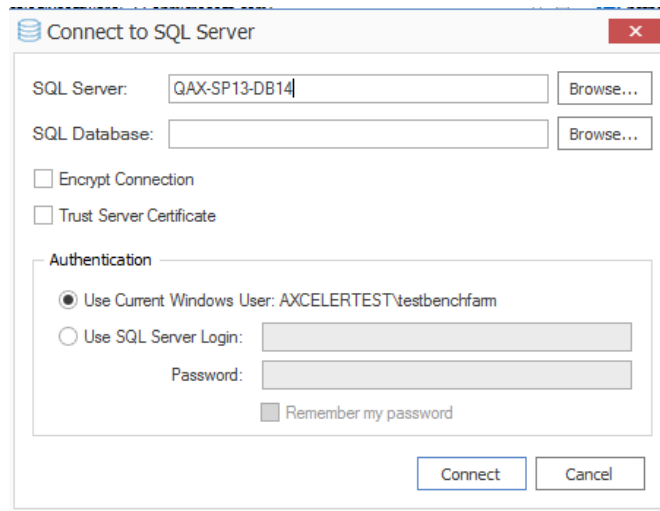 Connect to SQL Server
SQL Server: QAX-SP13-DB14 Browse...
SQL Database: Browse...
Encrypt Connection
Trust Server Certificate
Authentication
Use Current Windows User: AXCELERTEST\testbenchfarm
Use SQL Server Login:
Password:
Remember my password
Connect Cancel